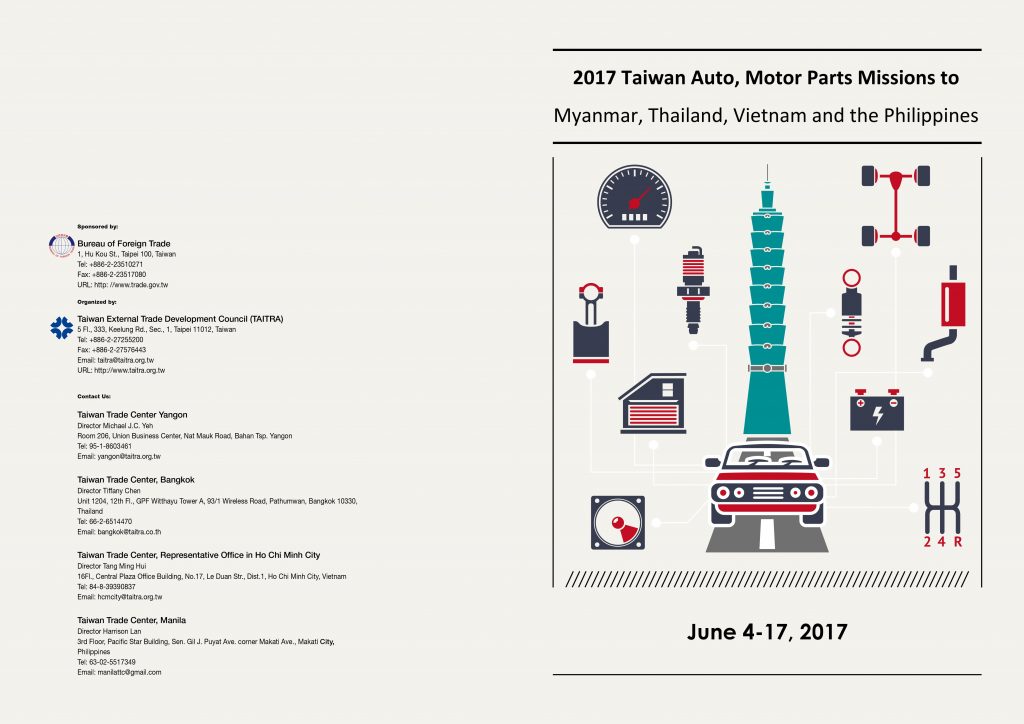 Sponsored by:
Bureau of Foreign Trade
1, Hu Kou St., Taipei 100, Taiwan
Tel: +886-2-23510271
Fax: +886-2-23517080
URL: http: //www.trade.gov.tw
Organized by:
Taiwan External Trade Development Council (TAITRA)
5 Fl., 333, Keelung Rd., Sec., 1, Taipei 11012, Taiwan
Tel: +886-2-27255200
Fax: +886-2-27576443
Email: taitra@taitra.org.tw
URL: http://www.taitra.org.tw
Contact Us:
Taiwan Trade Center Yangon
Director Michael J.C. Yeh
Room 206, Union Business Center, Nat Mauk Road, Bahan Tsp. Yangon
Tel: 95-1-8603461
Email: yangon@taitra.org.tw
Taiwan Trade Center, Bangkok
Director Tiffany Chen
Unit 1204, 12th Fl., GPF Witthayu Tower A, 93/1 Wireless Road, Pathumwan, Bangkok 10330,
Thailand
Tel: 66-2-6514470
Email: bangkok@taitra.co.th
Taiwan Trade Center, Representative Office in Ho Chi Minh City
Director Tang Ming Hui
16Fl., Central Plaza Office Building, No.17, Le Duan Str., Dist.1, Ho Chi Minh City, Vietnam
Tel: 84-8-39390837
Email: hcmcity@taitra.org.tw
Taiwan Trade Center, Manila
Director Harrison Lan
3rd Floor, Pacific Star Building, Sen. Gil J. Puyat Ave. corner Makati Ave., Makati City,
Philippines
Tel: 63-02-5517349
Email: manilattc@gmail.com
2017 Taiwan Auto, Motor Parts Missions to
Myanmar, Thailand, Vietnam and the Philippines
1 3 5
2 4 R
June 4-17, 2017